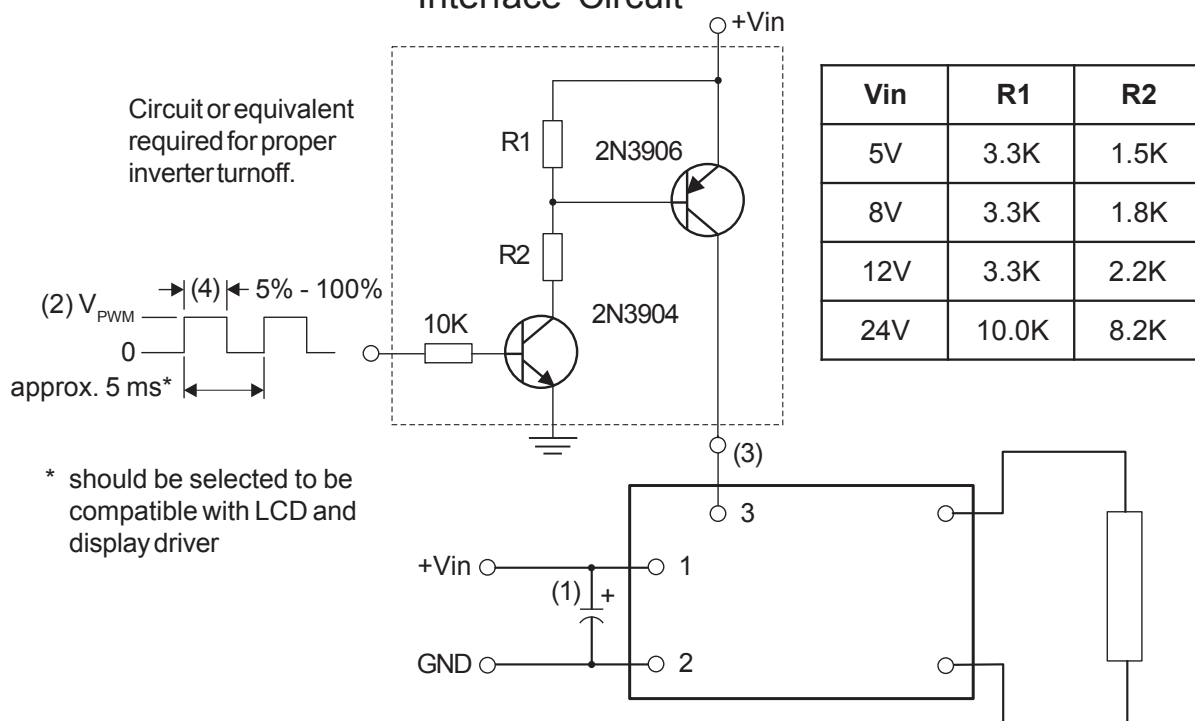 Interface Circuit
+Vin
Circuit or equivalent
required for proper
inverter turnoff.
R1
2N3906
R2
(4) 5% - 100%
(2) VPWM
0
approx. 5 ms*
10K
2N3904
Vin R1 R2
5V 3.3K 1.5K
8V 3.3K 1.8K
12V 3.3K 2.2K
24V 10.0K 8.2K
* should be selected to be
compatible with LCD and
display driver
(3)
3
+Vin
1
(1) +
GND
2